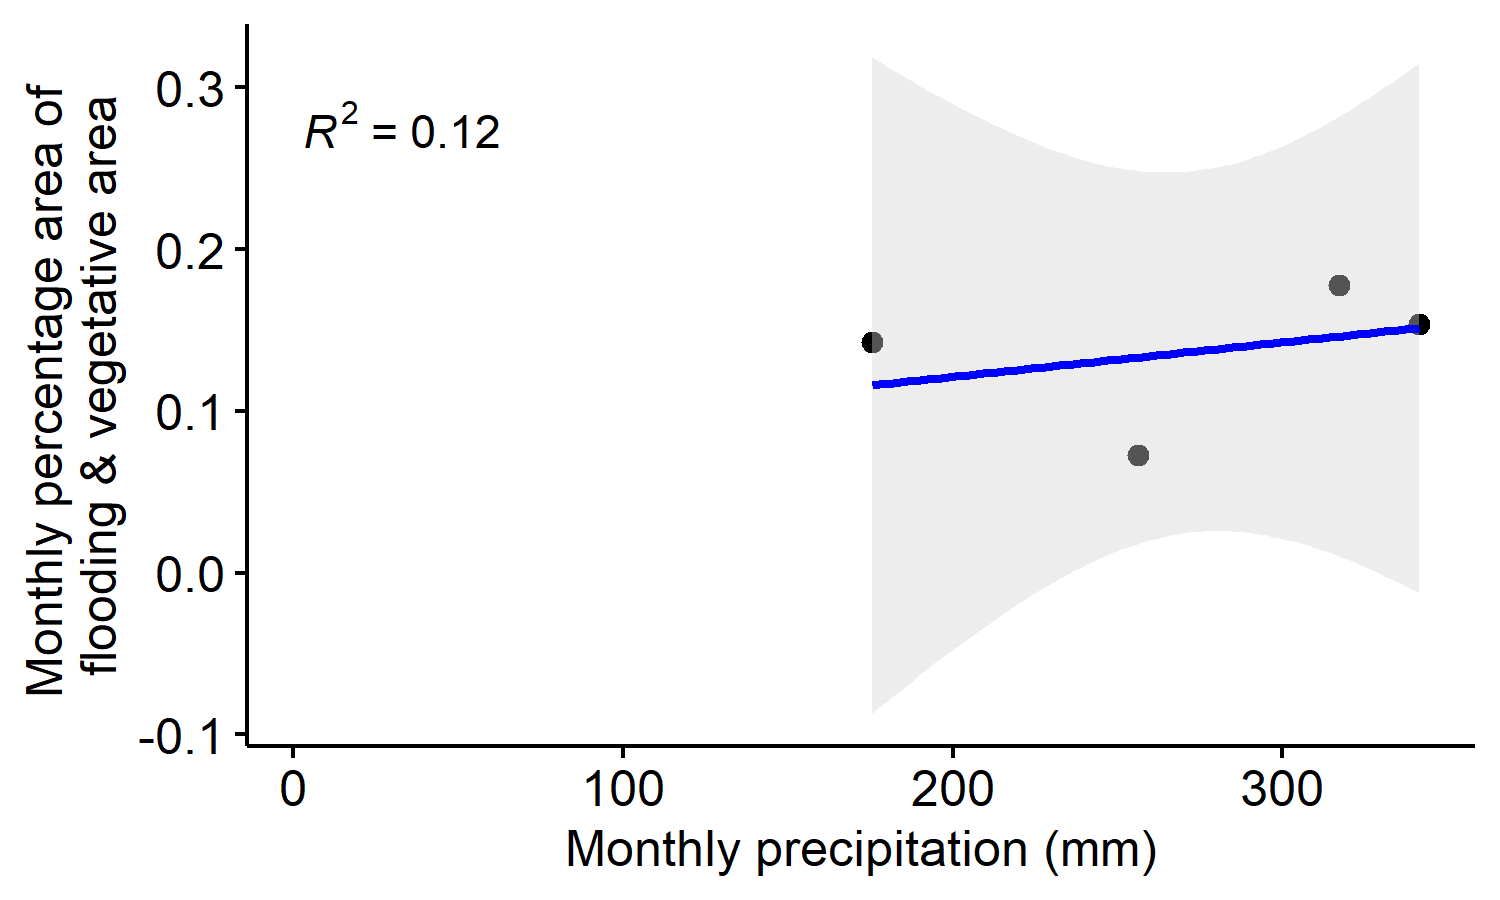 Monthly percentage area of
flooding & vegetative area
0.3
0.2
0.1
0.0
-0.1
R² = 0.12
0 100 200 300
Monthly precipitation (mm)